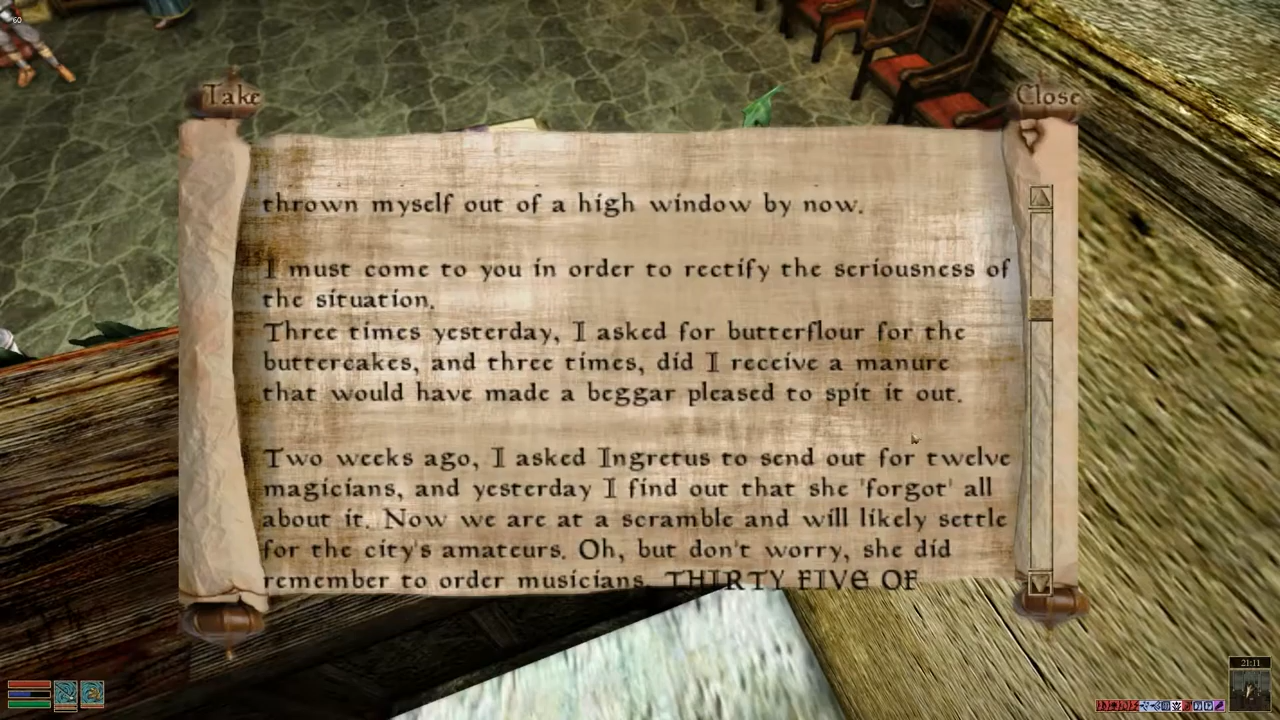 60
Take
Close
thrown myself out of a high window by now.
I must come to you in order to rectify the seriousness of
the situation.
Three times yesterday, I asked for butterflour for the
buttercakes, and three times, did I receive a manure
that would have made a beggar pleased to spit it out.
Two weeks ago, I asked Ingretus to send out for twelve
magicians, and yesterday I find out that she 'forgot' all
about it. Now we are at a scramble and will likely settle
for the city's amateurs. Oh, but don't worry, she did
remember to order musicians. THIRTY FIVE OF
21:11